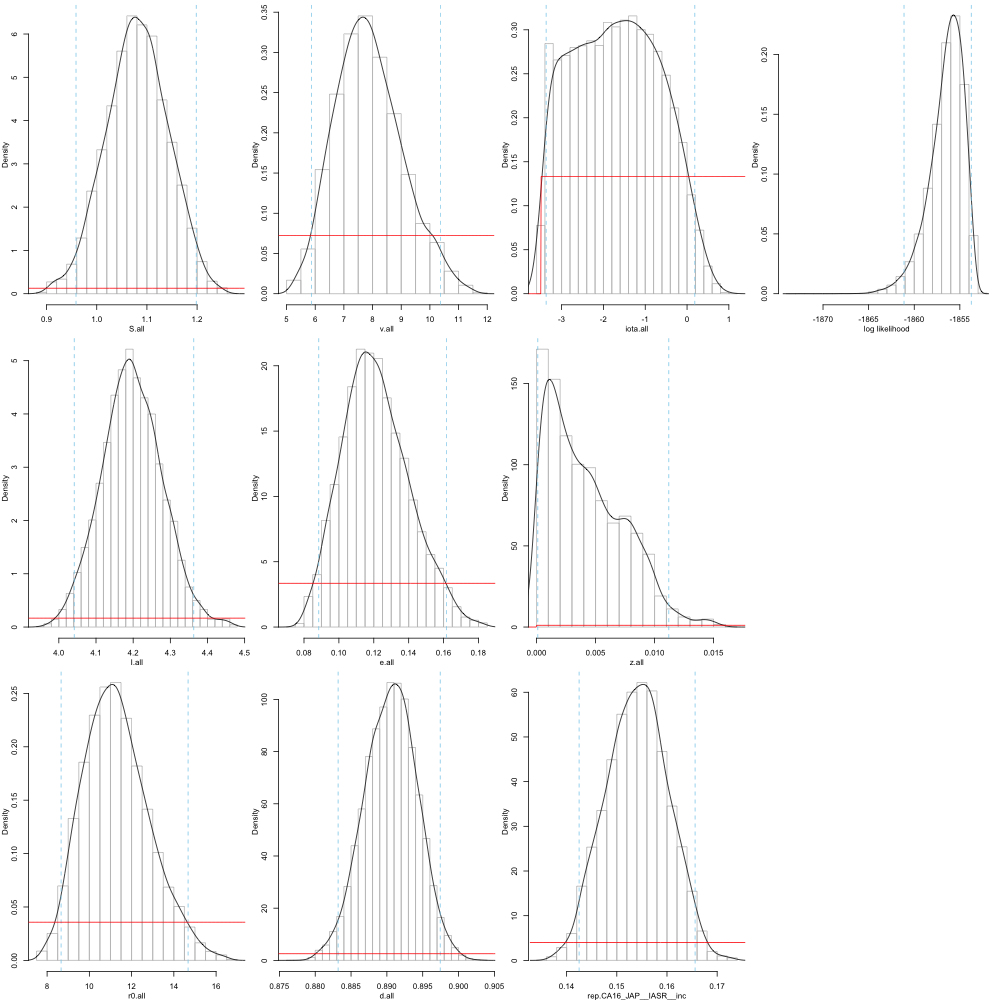 Density
0 1 2 3 4 5 6
0.9 1.0 1.1 1.2
S.all
Density
0.00 0.05 0.10 0.15 0.20 0.25 0.30 0.35
5 6 7 8 9 10 11 12
v.all
Density
0.00 0.05 0.10 0.15 0.20 0.25 0.30
-3 -2 -1 0 1
iota.all
Density
0.00 0.05 0.10 0.15 0.20
-1870 -1865 -1860 -1855
log likelihood
Density
0 1 2 3 4 5
4.0 4.1 4.2 4.3 4.4 4.5
l.all
Density
0 5 10 15 20
0.08 0.10 0.12 0.14 0.16 0.18
e.all
Density
0 50 100 150
0.000 0.005 0.010 0.015
z.all
Density
0.00 0.05 0.10 0.15 0.20 0.25
8 10 12 14 16
r0.all
Density
0 20 40 60 80 100
0.875 0.880 0.885 0.890 0.895 0.900 0.905
d.all
Density
0 10 20 30 40 50 60
0.14 0.15 0.16 0.17
rep.CA16_JAP__IASR__inc